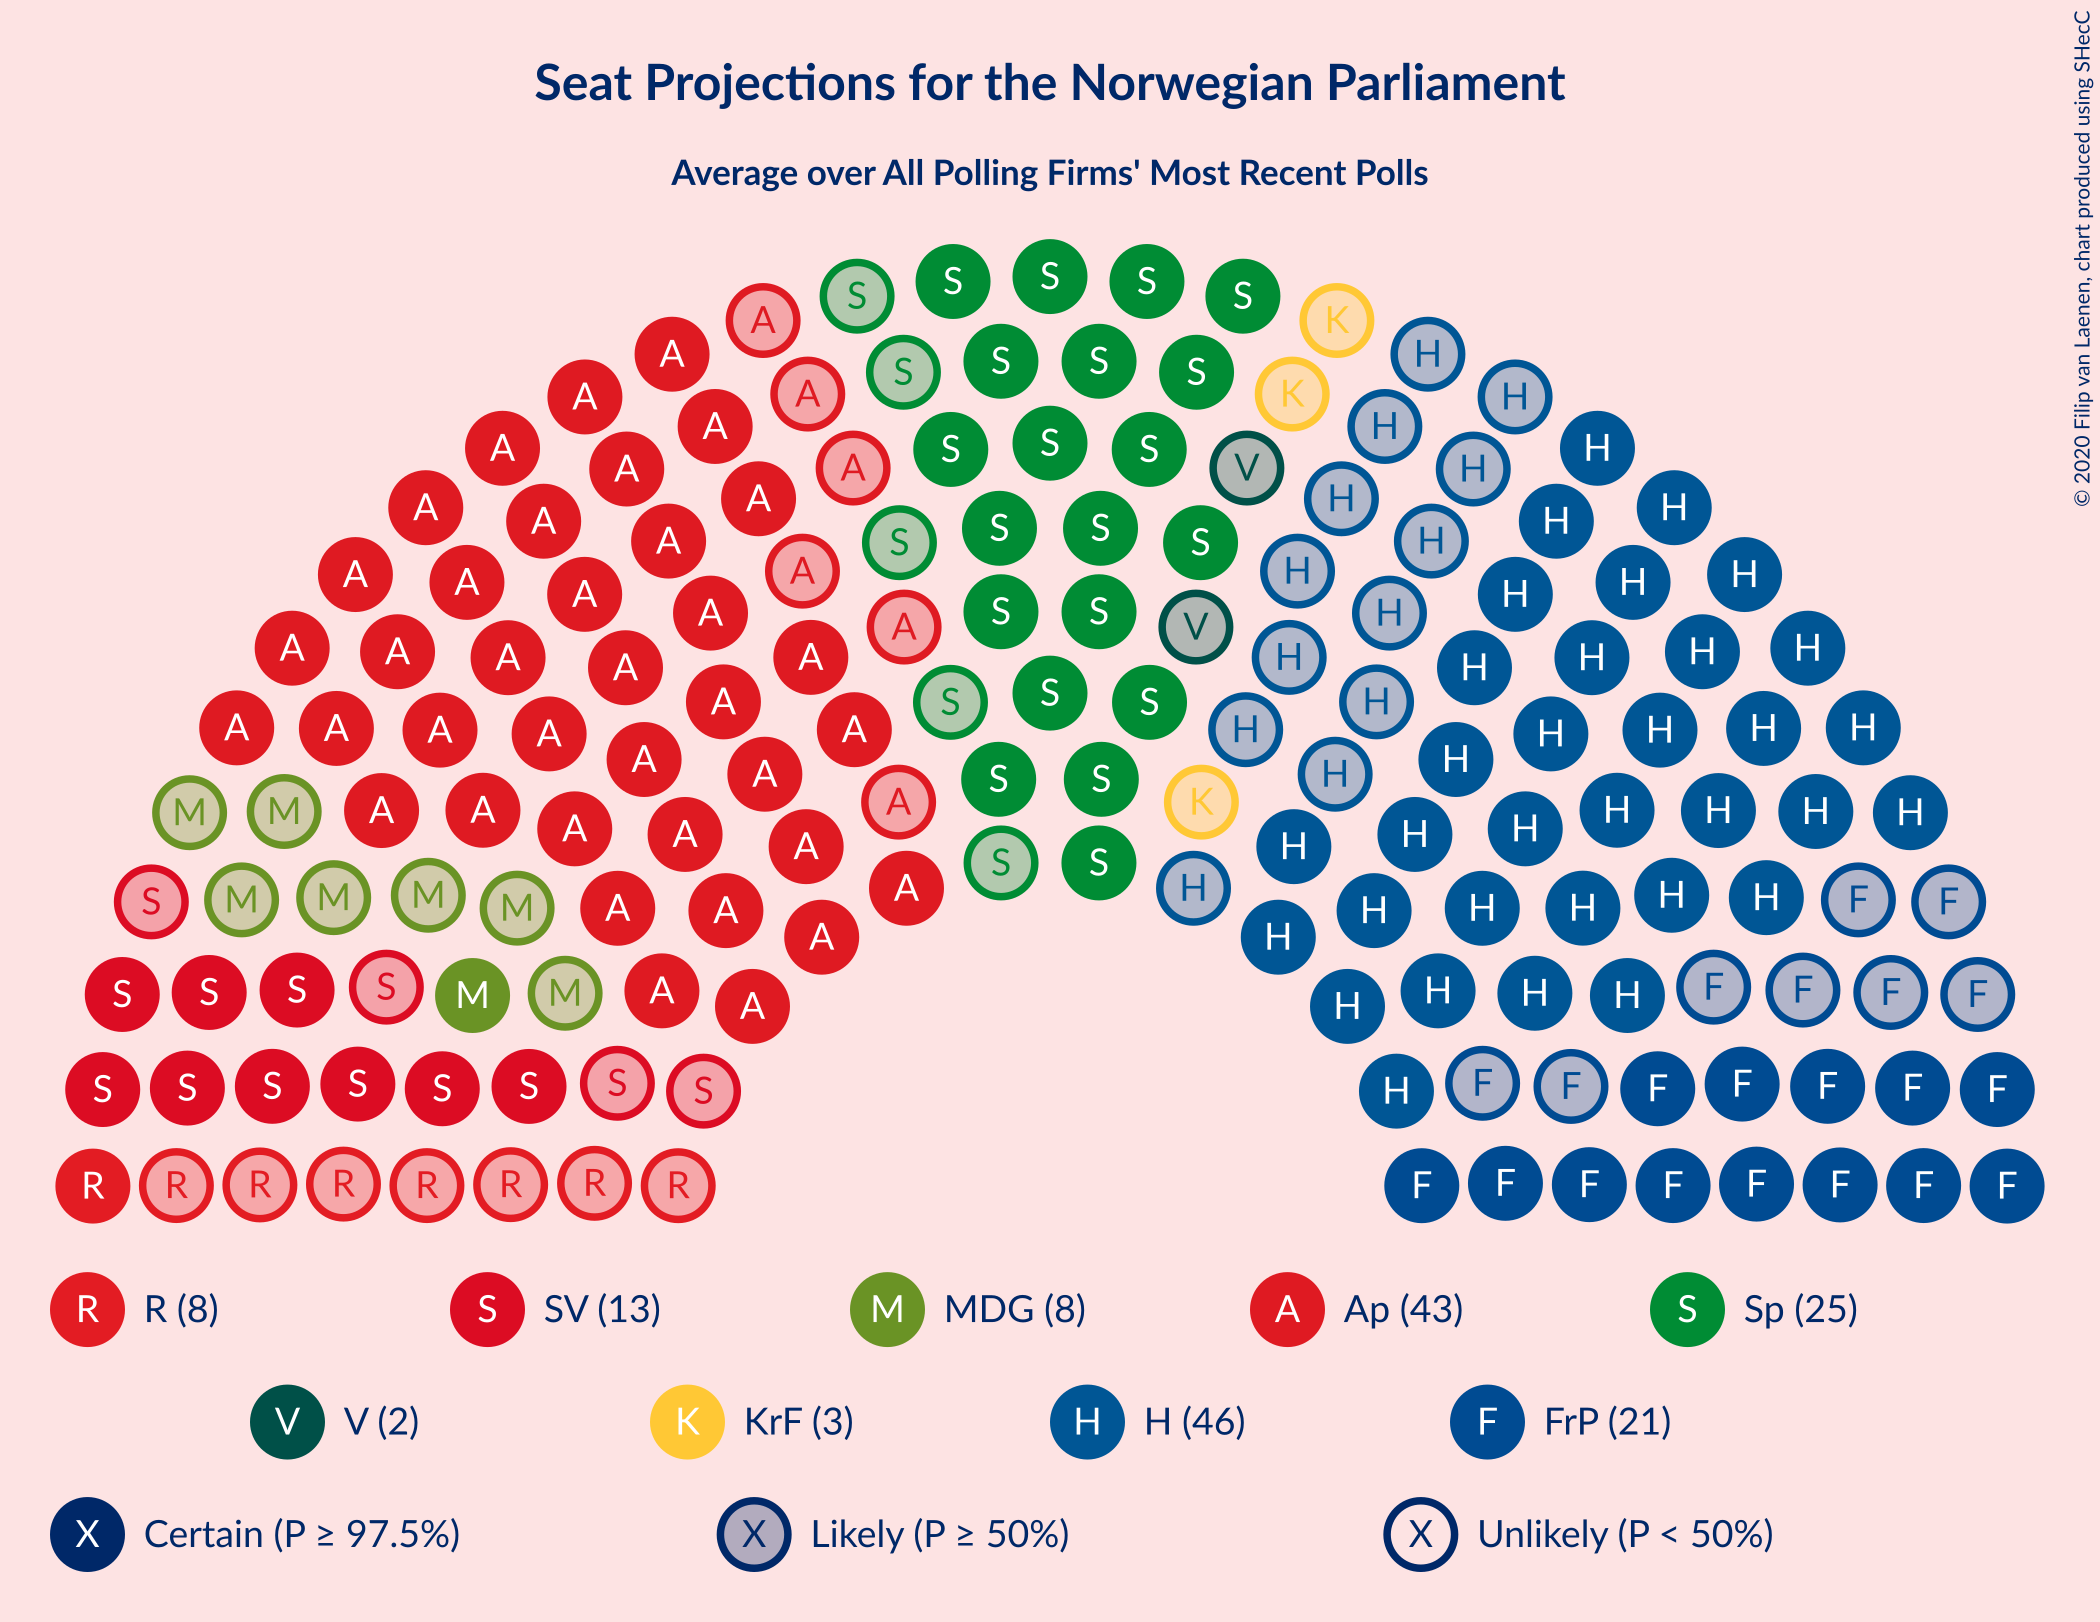 Seat Projections for the Norwegian Parliament
Average over All Polling Firms' Most Recent Polls
© 2020 Filip van Laenen, chart produced using SHecC
S S S S S
A K
A S S S S K H
A A H H
A A A S S S V H H H
A A A S S S S H H H
A A A A S S V H H H H
A A A A S S S H H H H H
A A A A A A H H H H H H
A A A A A A A S S K H H H H H H H
M M A A A A A S S H H H H H H H H
S M M M M A A A A H H H H H H H F F
S S S S M M A A H H H H F F F F
S S S S S S S S H F F F F F F F
R R R R R R R R F F F F F F F F
R R (8) S SV (13) M MDG (8) A Ap (43) S Sp (25)
V V (2) K KrF (3) H H (46) F FrP (21)
X Certain (P ≥ 97.5%) X Likely (P ≥ 50%) X Unlikely (P < 50%)